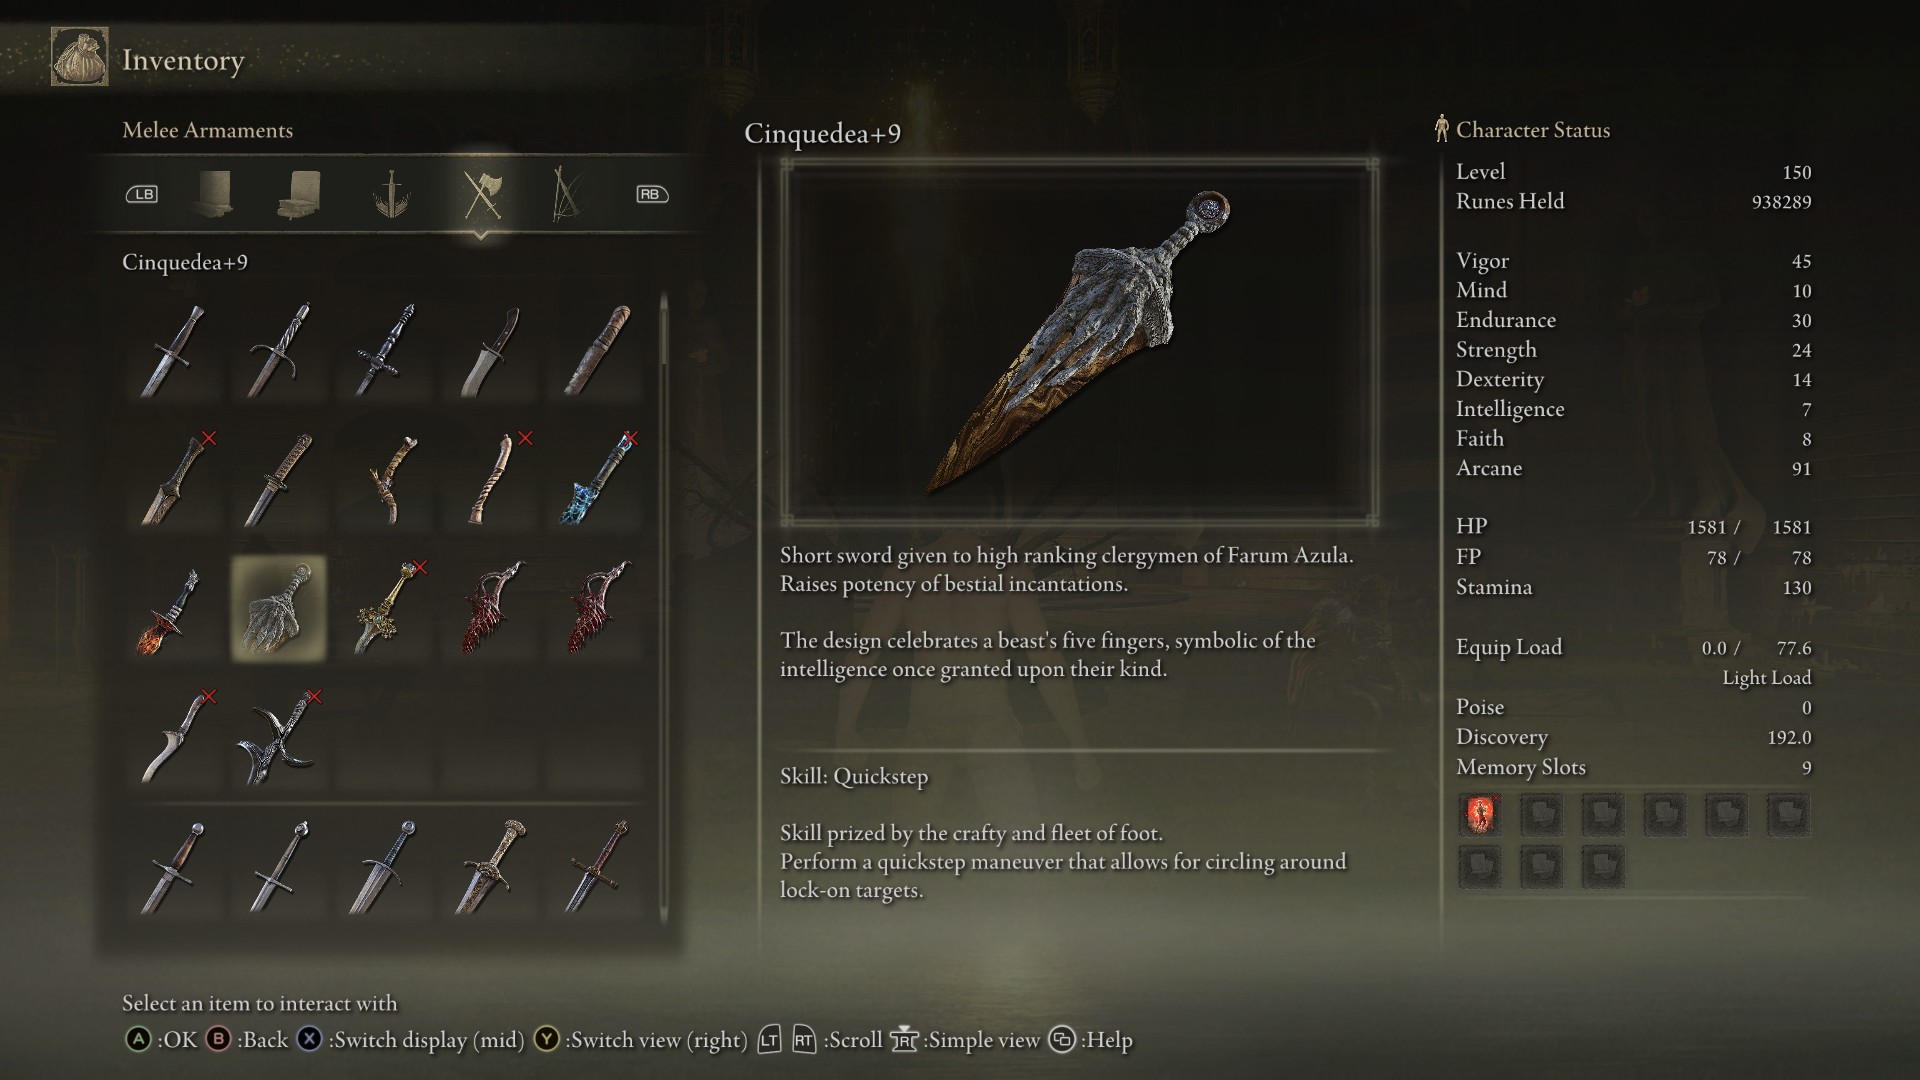 Inventory
Melee Armaments
LB
RB
Cinquedea+9
Cinquedea+9
Short sword given to high ranking clergymen of Farum Azula.
Raises potency of bestial incantations.
The design celebrates a beast's five fingers, symbolic of the
intelligence once granted upon their kind.
Skill: Quickstep
Skill prized by the crafty and fleet of foot.
Perform a quickstep maneuver that allows for circling around
lock-on targets.
Character Status
Level 150
Runes Held 938289
Vigor 45
Mind 10
Endurance 30
Strength 24
Dexterity 14
Intelligence 7
Faith 8
Arcane 91
HP 1581 / 1581
FP 78 / 78
Stamina 130
Equip Load 0.0 / 77.6
Light Load
Poise 0
Discovery 192.0
Memory Slots 9
Select an item to interact with
A :OK B :Back X :Switch display (mid) Y :Switch view (right) LT RT :Scroll R :Simple view :Help